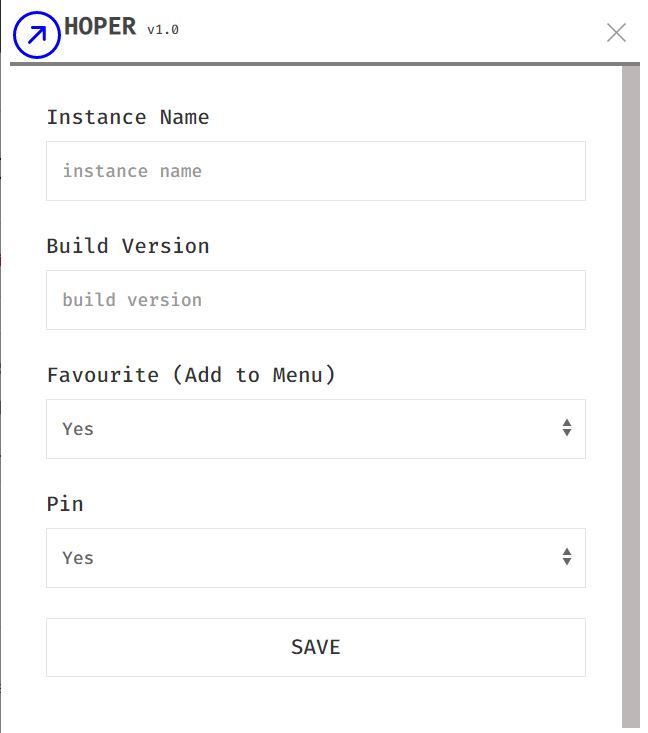 HOPER v1.0
Instance Name
instance name
Build Version
build version
Favourite (Add to Menu)
Yes
Pin
Yes
SAVE